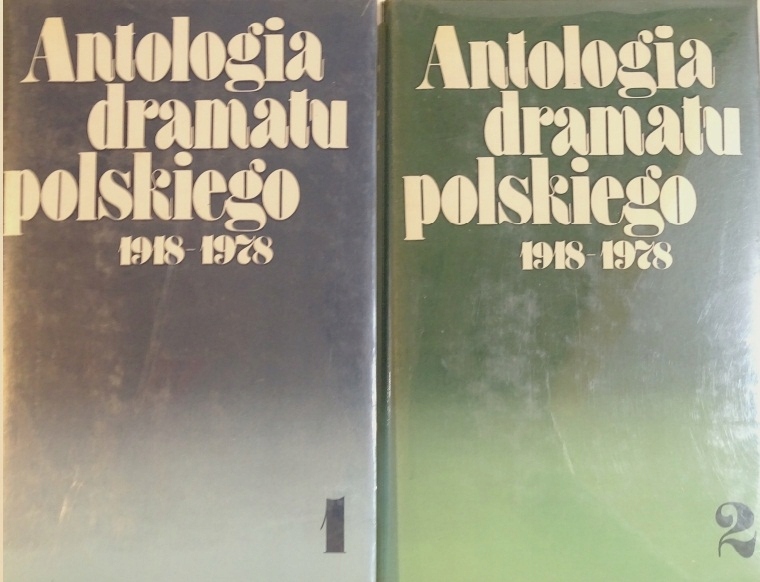 Antologia
dramatu
polskiego
1918-1978
1
Antologia
dramatu
polskiego
1918-1978
2